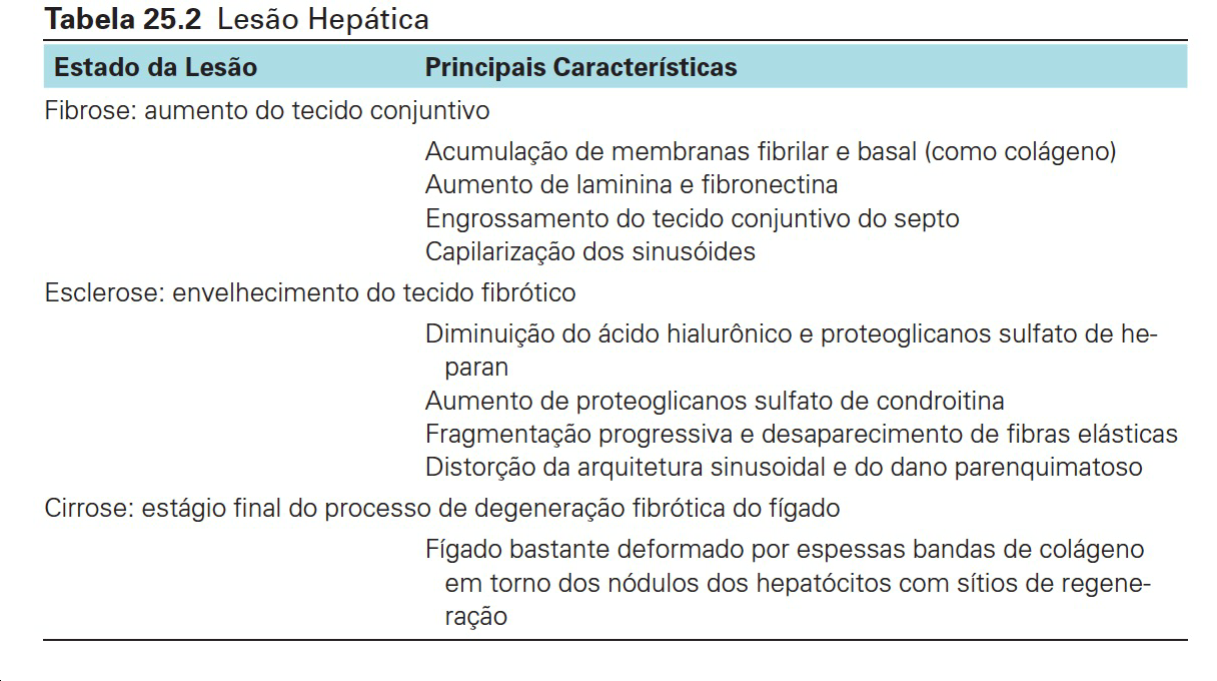 Tabela 25.2 Lesão Hepática
Estado da Lesão Principais Características
Fibrose: aumento do tecido conjuntivo
Acumulação de membranas fibrilar e basal (como colágeno)
Aumento de laminina e fibronectina
Engrossamento do tecido conjuntivo do septo
Capilarização dos sinusóides
Esclerose: envelhecimento do tecido fibrótico
Diminuição do ácido hialurônico e proteoglicanos sulfato de he-
paran
Aumento de proteoglicanos sulfato de condroitina
Fragmentação progressiva e desaparecimento de fibras elásticas
Distorção da arquitetura sinusoidal e do dano parenquimatoso
Cirrose: estágio final do processo de degeneração fibrótica do fígado
Fígado bastante deformado por espessas bandas de colágeno
em torno dos nódulos dos hepatócitos com sítios de regene-
ração